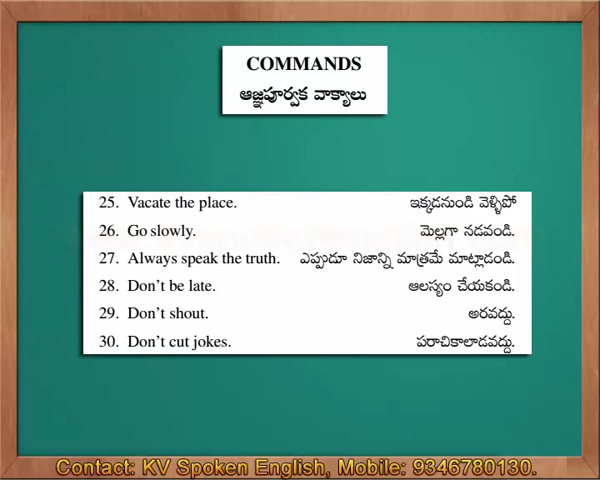 COMMANDS
ఆజ్ఞపూర్వక వాక్యాలు
25. Vacate the place. ఇక్కడనుండి వెళ్ళిపో
26. Go slowly. మెల్లగా నడవండి.
27. Always speak the truth. ఎప్పుడూ నిజాన్ని మాత్రమే మాట్లాడండి.
28. Don't be late. ఆలస్యం చేయకండి.
29. Don't shout. అరవద్దు.
30. Don't cut jokes. పరాచికాలాడవద్దు.
Contact: KV Spoken English, Mobile: 9346780130.